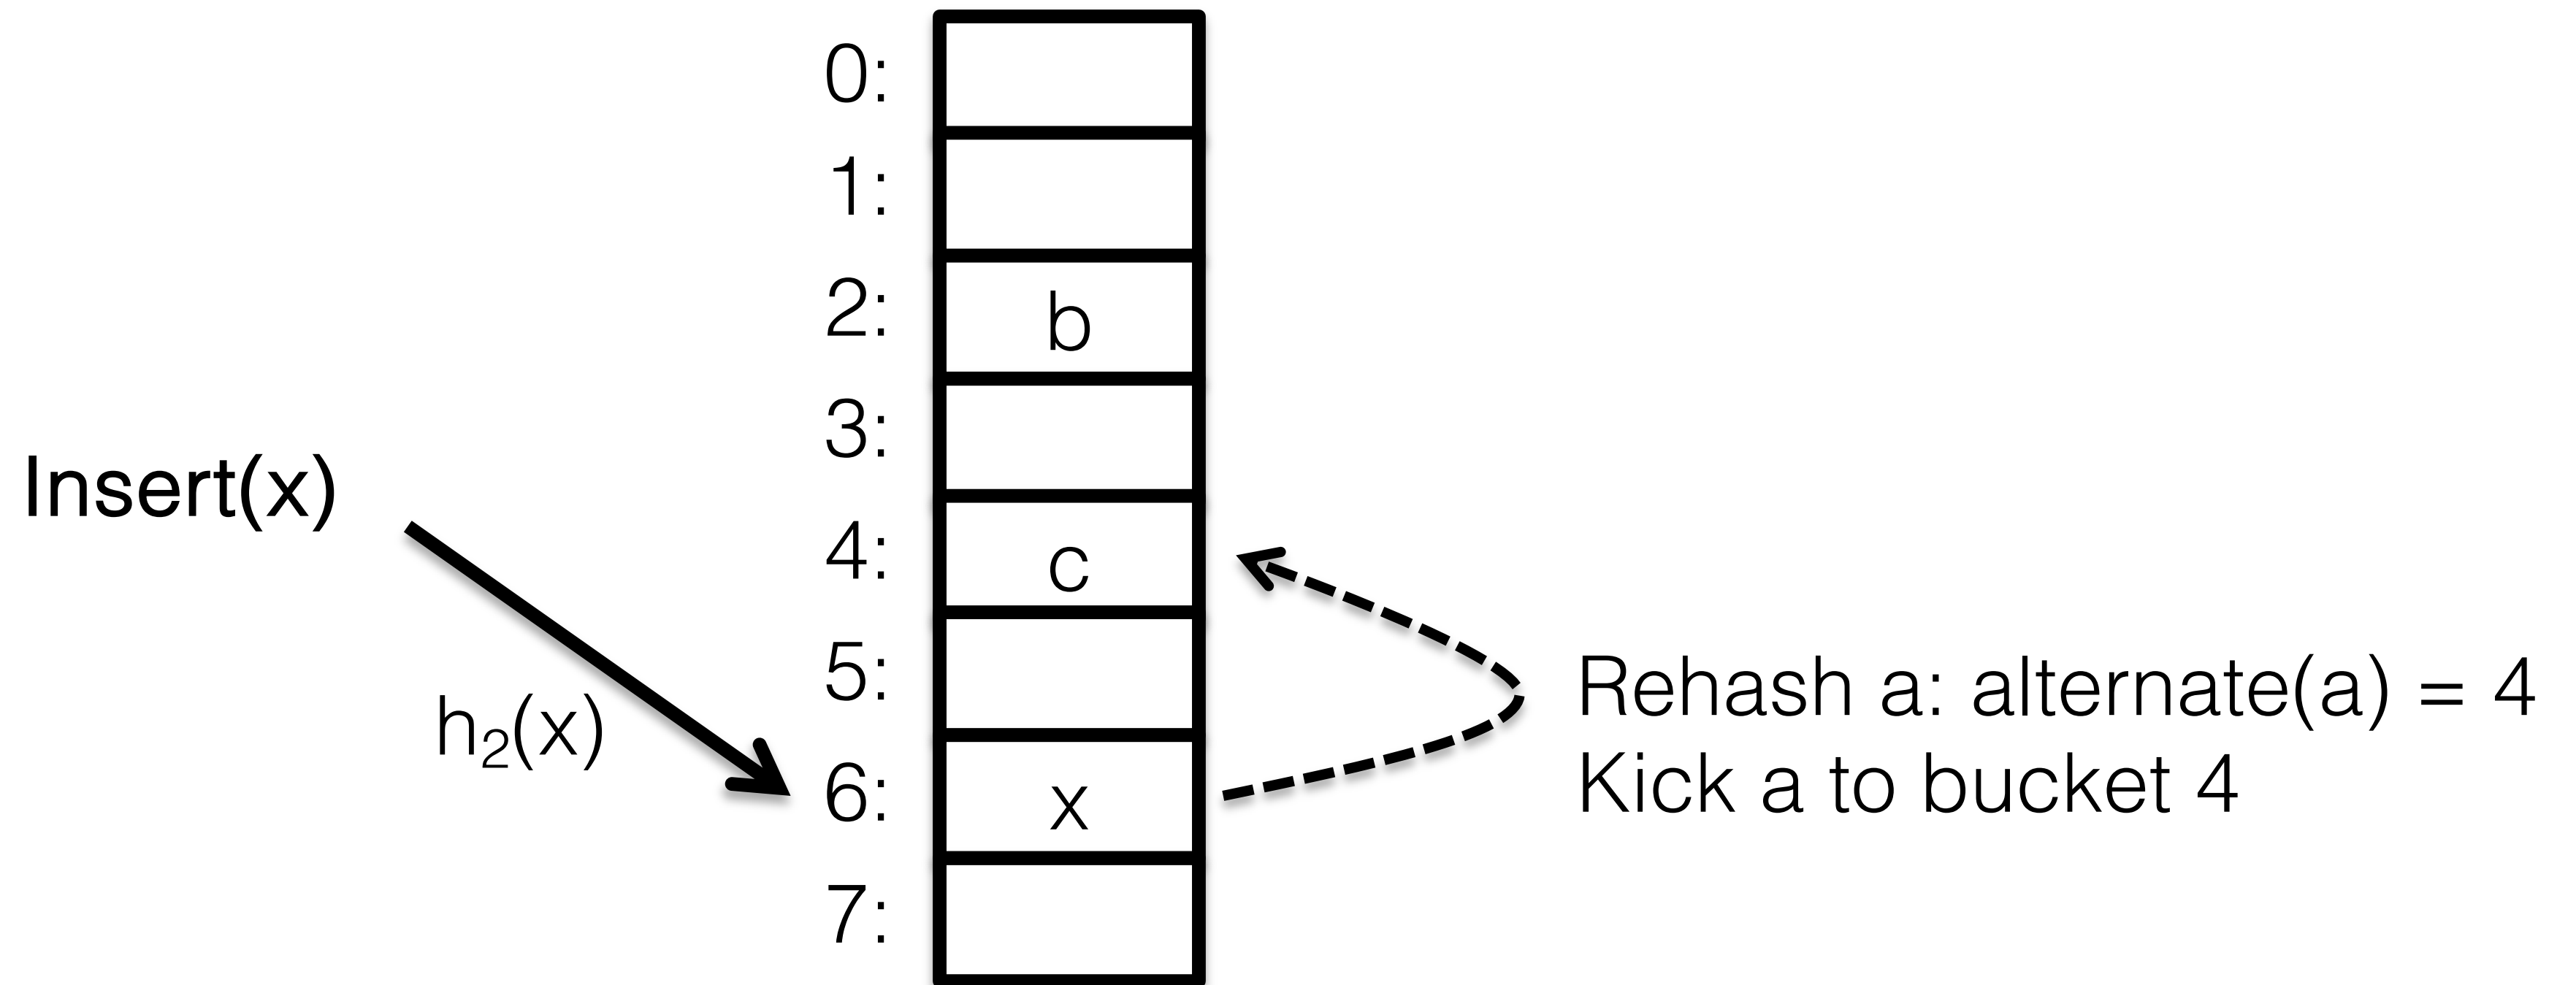 0:
1:
2: b
3:
Insert(x)
4: c
5:
h₂(x)
Rehash a: alternate(a) = 4
Kick a to bucket 4
6: x
7: